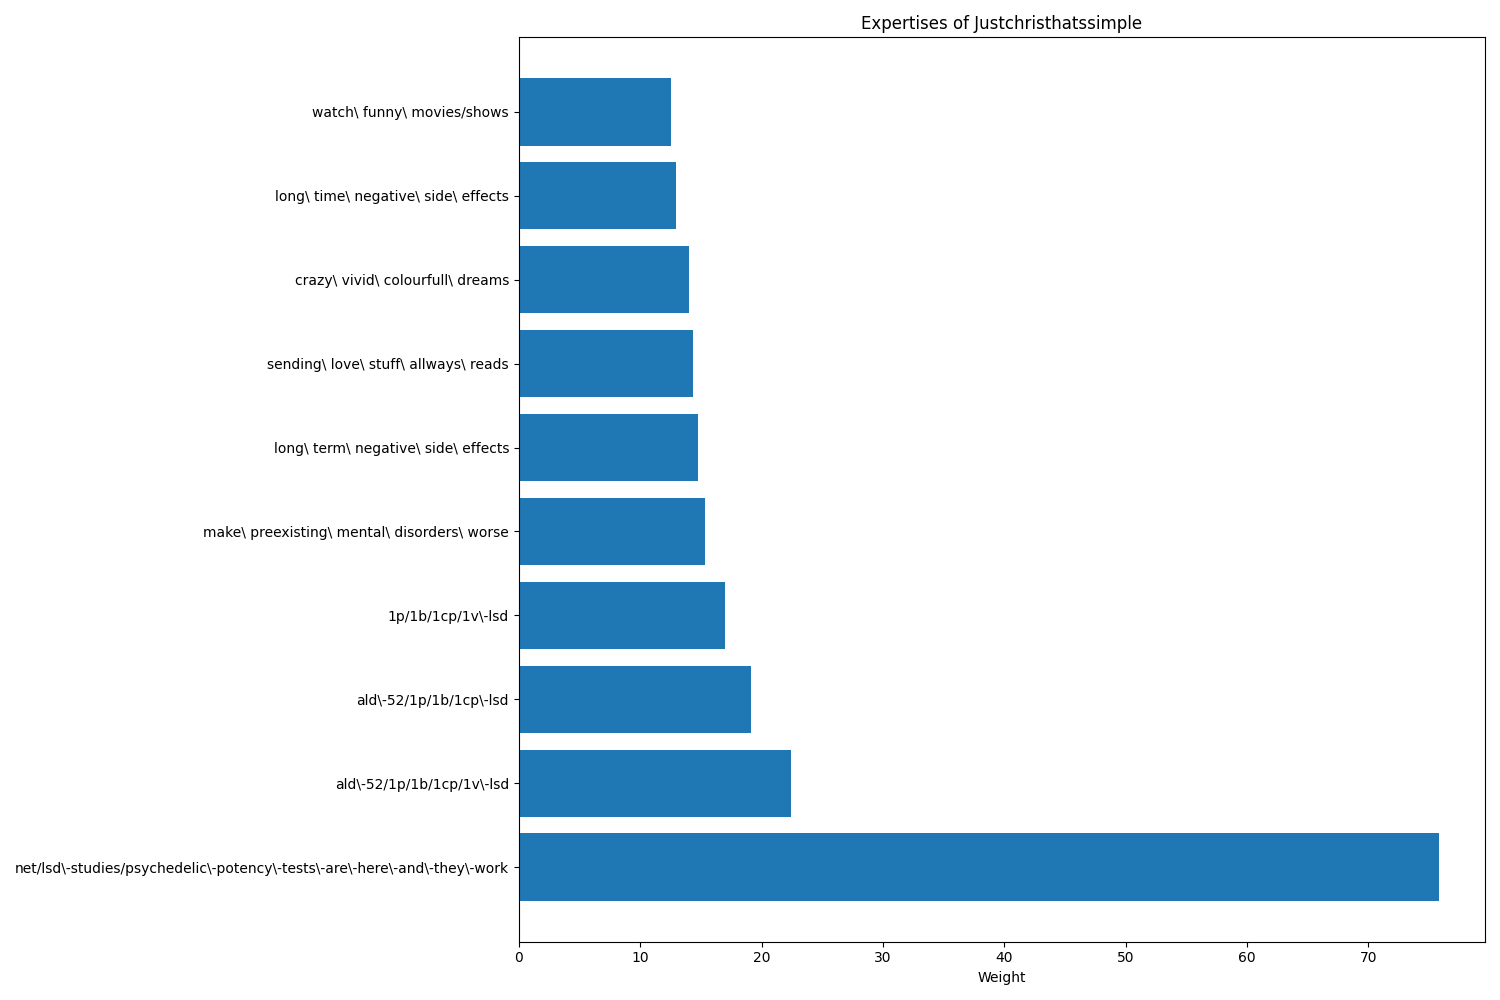 Expertises of Justchristhatssimple
watch\ funny\ movies/shows
long\ time\ negative\ side\ effects
crazy\ vivid\ colourfull\ dreams
sending\ love\ stuff\ allways\ reads
long\ term\ negative\ side\ effects
make\ preexisting\ mental\ disorders\ worse
1p/1b/1cp/1v\-lsd
ald\-52/1p/1b/1cp\-lsd
ald\-52/1p/1b/1cp/1v\-lsd
net/lsd\-studies/psychedelic\-potency\-tests\-are\-here\-and\-they\-work
0 10 20 30 40 50 60 70
Weight